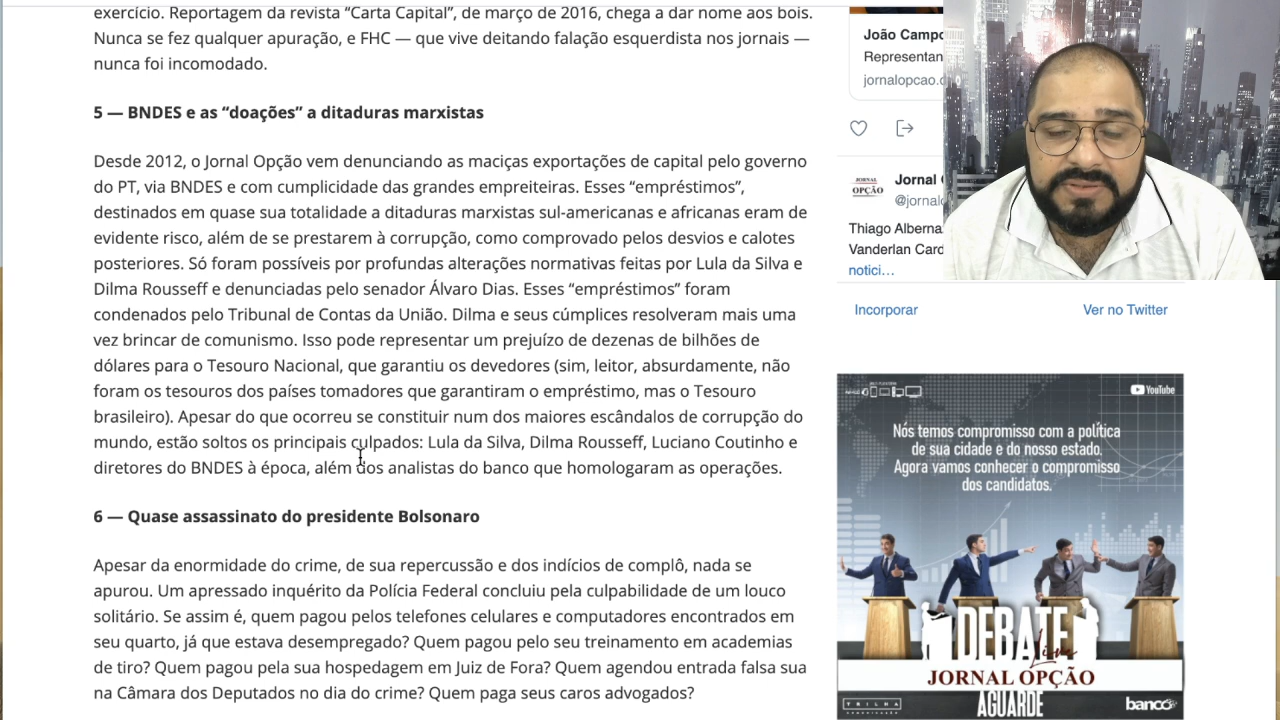 exercício. Reportagem da revista “Carta Capital”, de março de 2016, chega a dar nome aos bois.
Nunca se fez qualquer apuração, e FHC — que vive deitando falação esquerdista nos jornais —
nunca foi incomodado.
5 — BNDES e as “doações” a ditaduras marxistas
Desde 2012, o Jornal Opção vem denunciando as maciças exportações de capital pelo governo
do PT, via BNDES e com cumplicidade das grandes empreiteiras. Esses “empréstimos”,
destinados em quase sua totalidade a ditaduras marxistas sul-americanas e africanas eram de
evidente risco, além de se prestarem à corrupção, como comprovado pelos desvios e calotes
posteriores. Só foram possíveis por profundas alterações normativas feitas por Lula da Silva e
Dilma Rousseff e denunciadas pelo senador Álvaro Dias. Esses “empréstimos” foram
condenados pelo Tribunal de Contas da União. Dilma e seus cúmplices resolveram mais uma
vez brincar de comunismo. Isso pode representar um prejuízo de dezenas de bilhões de
dólares para o Tesouro Nacional, que garantiu os devedores (sim, leitor, absurdamente, não
foram os tesouros dos países tomadores que garantiram o empréstimo, mas o Tesouro
brasileiro). Apesar do que ocorreu se constituir num dos maiores escândalos de corrupção do
mundo, estão soltos os principais culpados: Lula da Silva, Dilma Rousseff, Luciano Coutinho e
diretores do BNDES à época, além dos analistas do banco que homologaram as operações.
6 — Quase assassinato do presidente Bolsonaro
Apesar da enormidade do crime, de sua repercussão e dos indícios de complô, nada se
apurou. Um apressado inquérito da Polícia Federal concluiu pela culpabilidade de um louco
solitário. Se assim é, quem pagou pelos telefones celulares e computadores encontrados em
seu quarto, já que estava desempregado? Quem pagou pelo seu treinamento em academias
de tiro? Quem pagou pela sua hospedagem em Juiz de Fora? Quem agendou entrada falsa sua
na Câmara dos Deputados no dia do crime? Quem paga seus caros advogados?
João Campo
Representan
jornalopcao.c
JORNAL
OPÇÃO
Jornal
@jornal
Thiago Alberna
Vanderlan Card
notici…
Incorporar
Ver no Twitter
YouTube
Nós temos compromisso com a política
de sua cidade e do nosso estado.
Agora vamos conhecer o compromisso
dos candidatos.
DEBATE
Live
JORNAL OPÇÃO
AGUARDE
TRILHA
banco